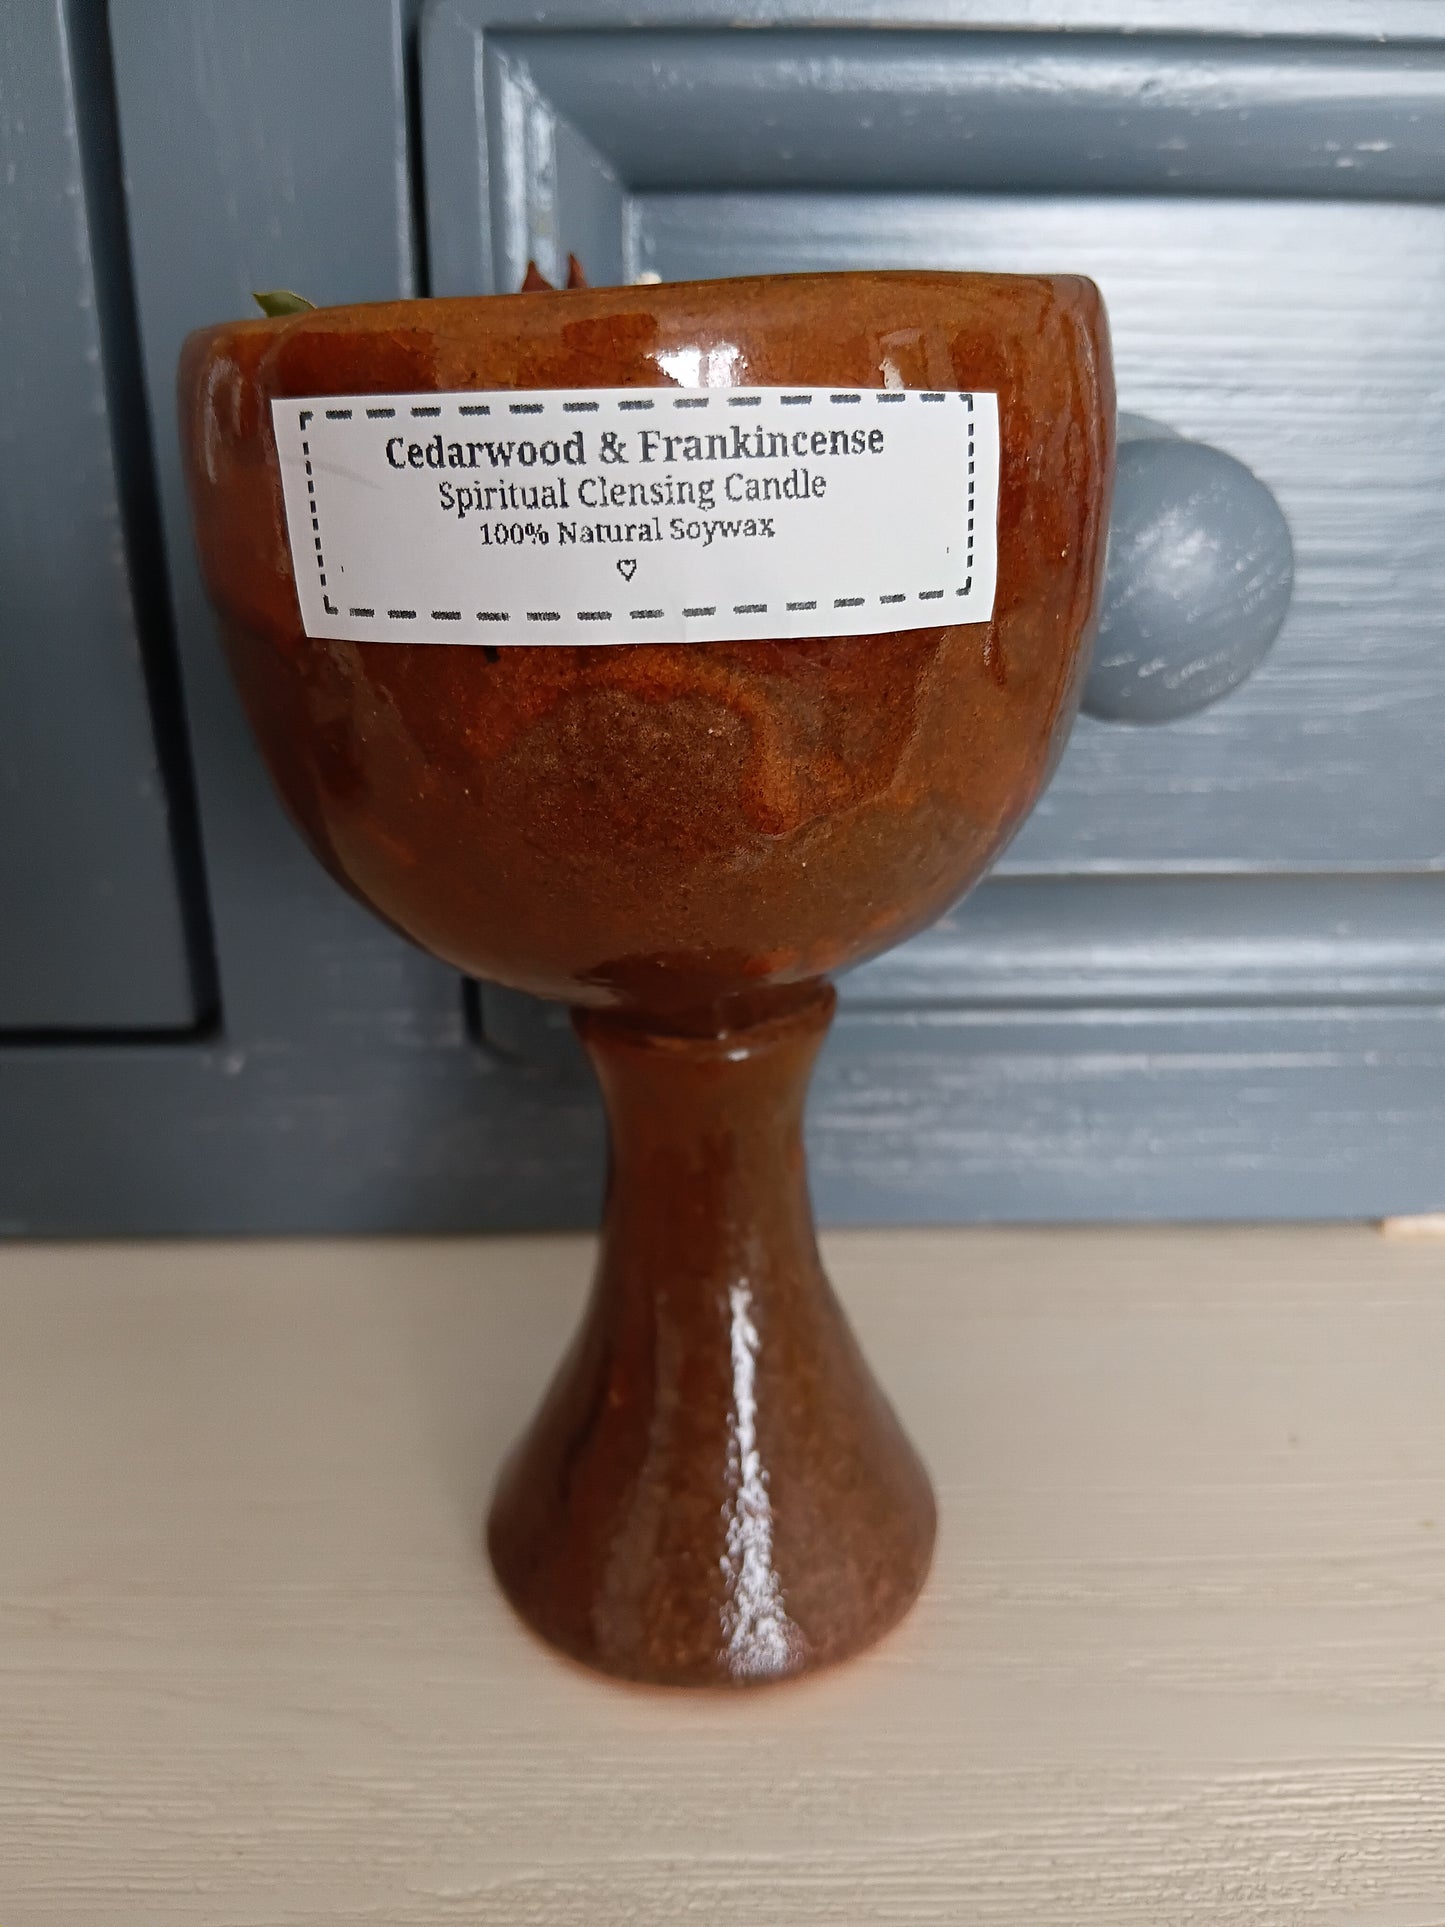 Cedarwood & Frankincense
Spiritual Clensing Candle
100% Natural Soywax
♡